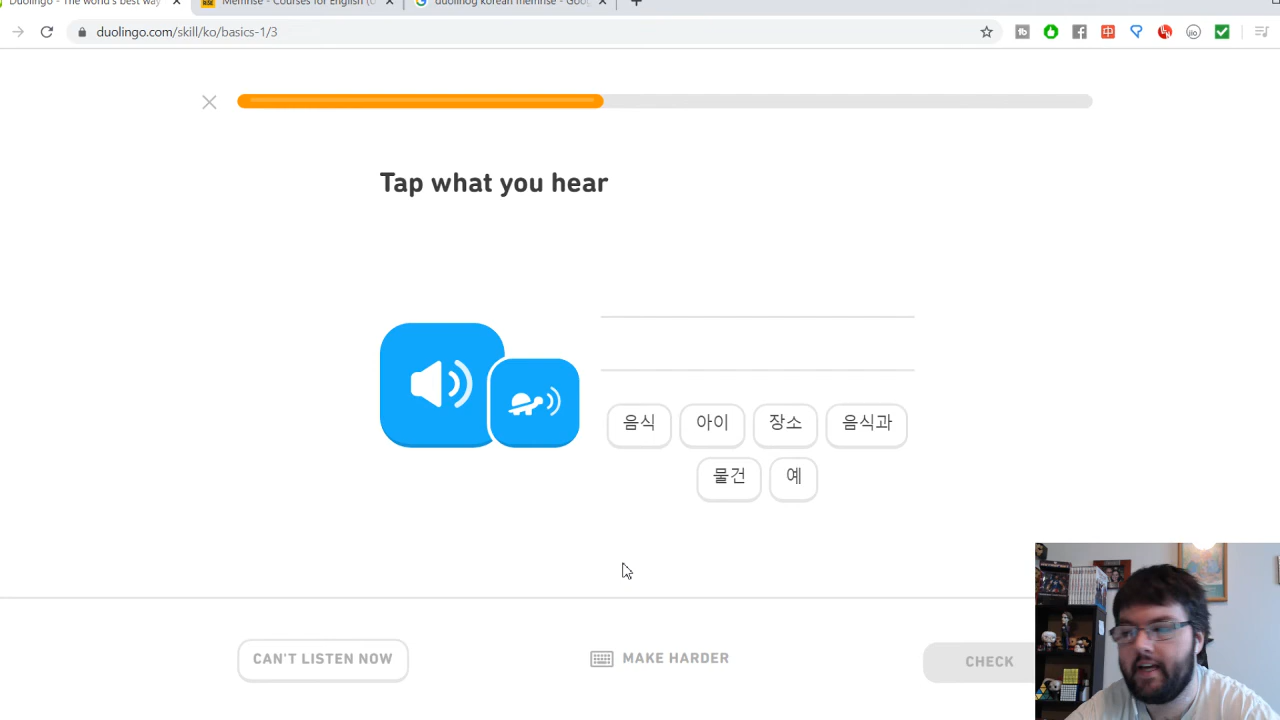 Duolingo - The world's best way
Memrise - Courses for English (
duolinog korean memrise - Goo
duolingo.com/skill/ko/basics-1/3
Tap what you hear
음식 아이 장소 음식과
물건 예
CAN'T LISTEN NOW
MAKE HARDER
CHECK